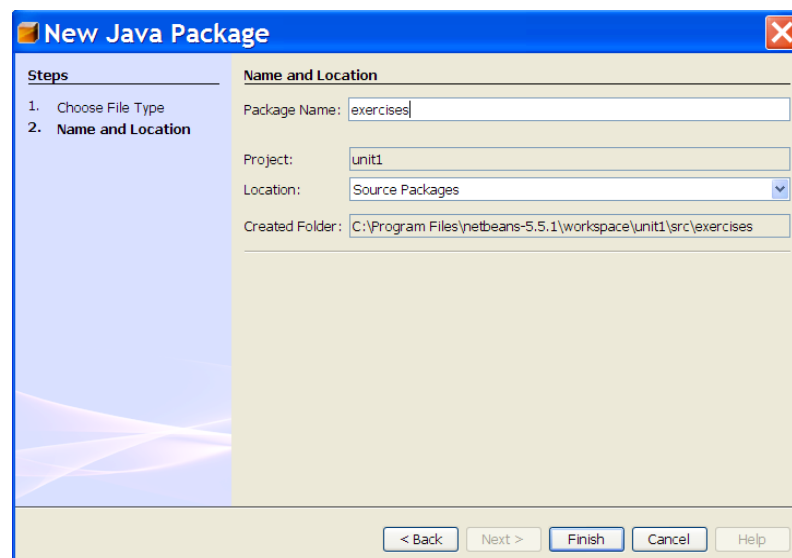 New Java Package
Steps
1. Choose File Type
2. Name and Location
Name and Location
Package Name: exercises
Project: unit1
Location: Source Packages
Created Folder: C:\Program Files\netbeans-5.5.1\workspace\unit1\src\exercises
< Back Next > Finish Cancel Help